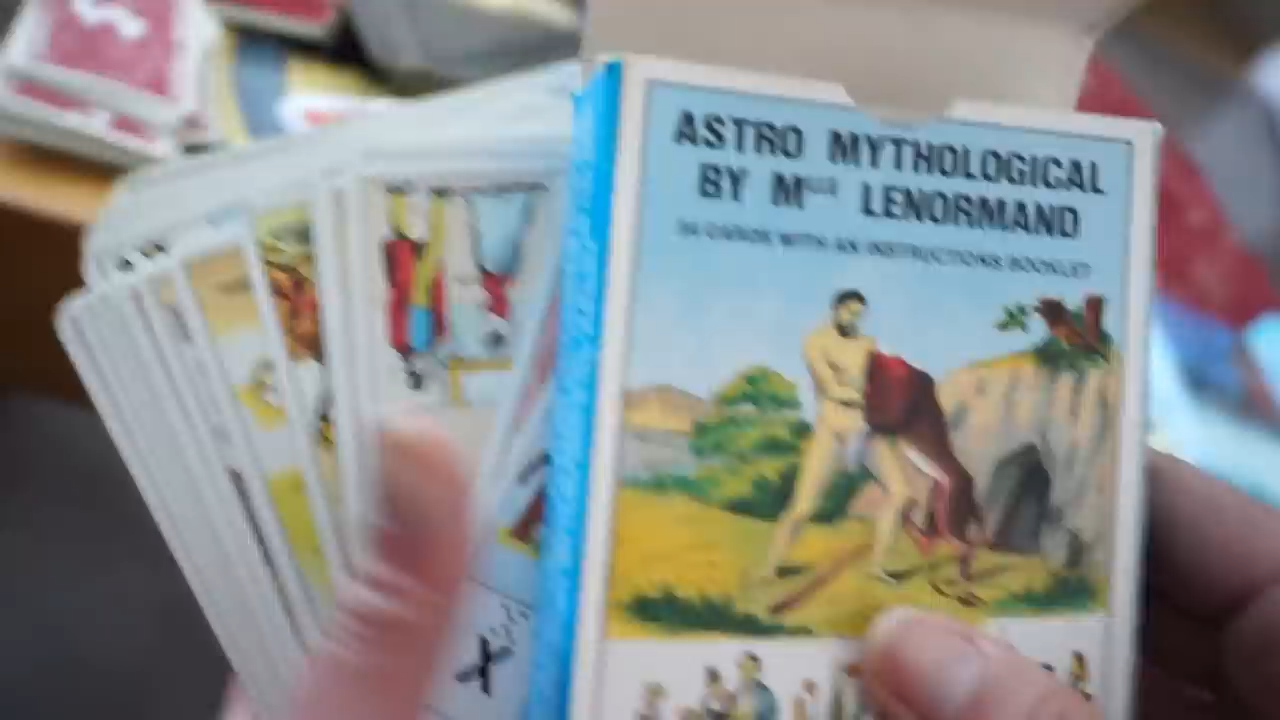 ASTRO MYTHOLOGICAL
BY Mlle LENORMAND
54 CARDS WITH AN INSTRUCTIONS BOOKLET